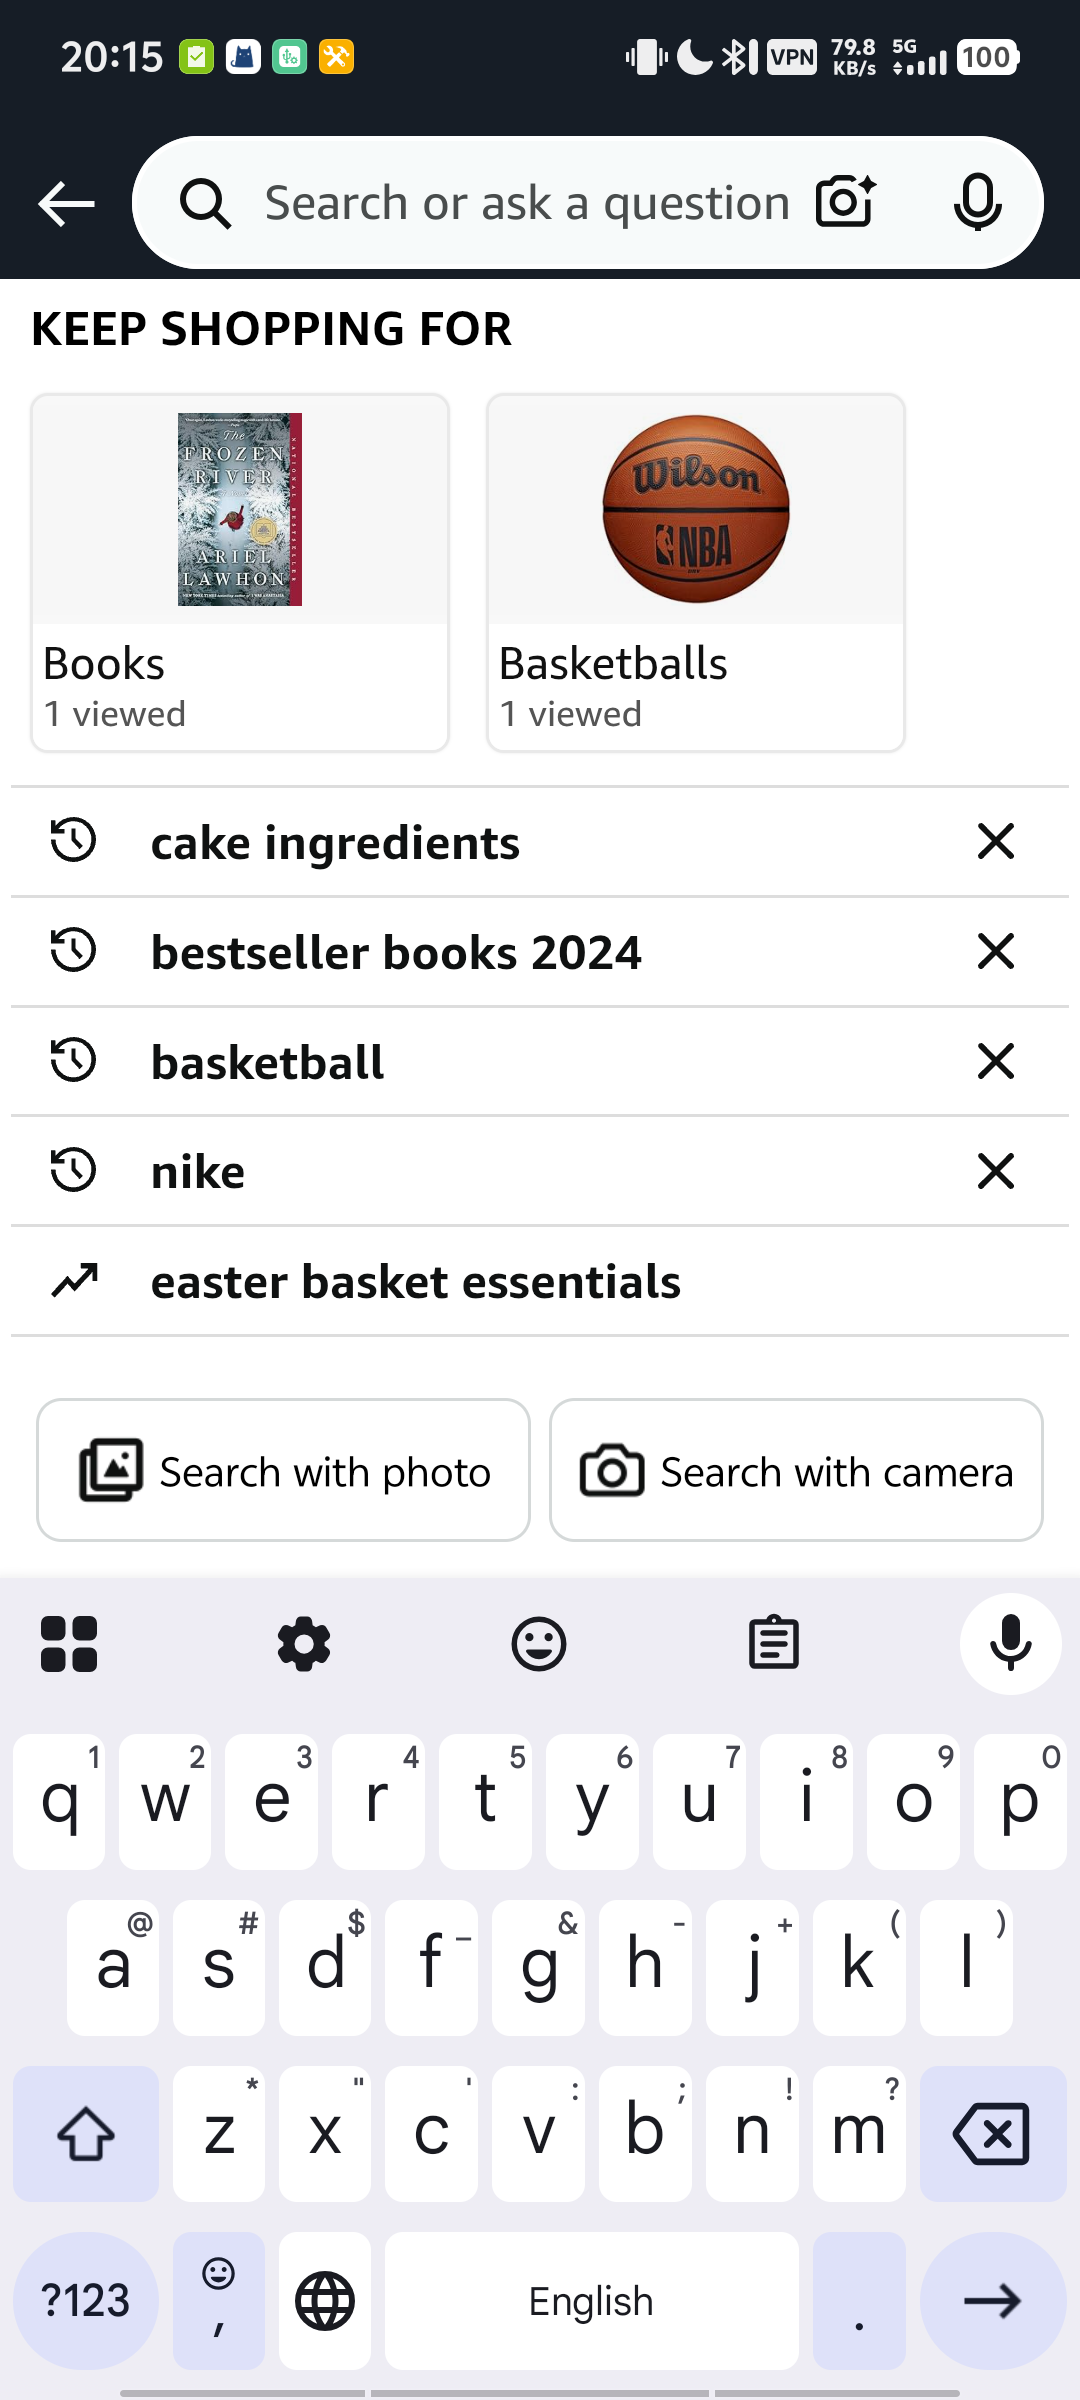 20:15
VPN
79.8
KB/s
5G
100
Search or ask a question
KEEP SHOPPING FOR
The
FROZEN
RIVER
ARIEL
LAWHON
NATIONAL BESTSELLER
Wilson
NBA
Books
1 viewed
Basketballs
1 viewed
cake ingredients
bestseller books 2024
basketball
nike
easter basket essentials
Search with photo
Search with camera
1 2 3 4 5 6 7 8 9 0
q w e r t y u i o p
@ # $ _ & - + ( )
a s d f g h j k l
* " ' : ; ! ?
z x c v b n m
?123 , English .